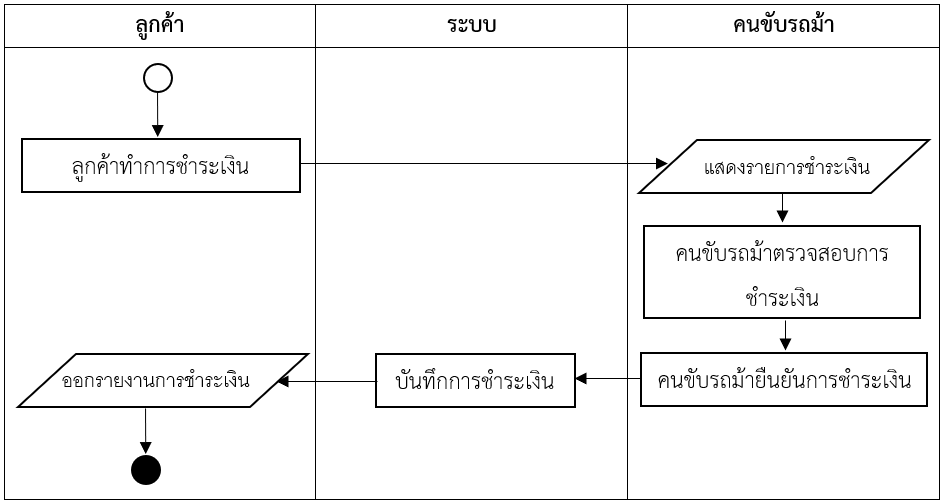 ลูกค้า
ระบบ
คนขับรถม้า
ลูกค้าทำการชำระเงิน
แสดงรายการชำระเงิน
คนขับรถม้าตรวจสอบการ
ชำระเงิน
ออกรายงานการชำระเงิน
บันทึกการชำระเงิน
คนขับรถม้ายืนยันการชำระเงิน